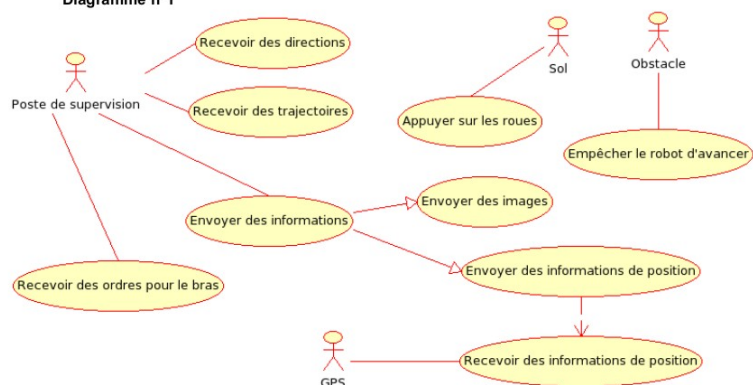 Diagramme n°1
Recevoir des directions
Sol
Obstacle
Poste de supervision
Recevoir des trajectoires
Appuyer sur les roues
Empêcher le robot d'avancer
Envoyer des images
Envoyer des informations
Envoyer des informations de position
Recevoir des ordres pour le bras
Recevoir des informations de position
GPS